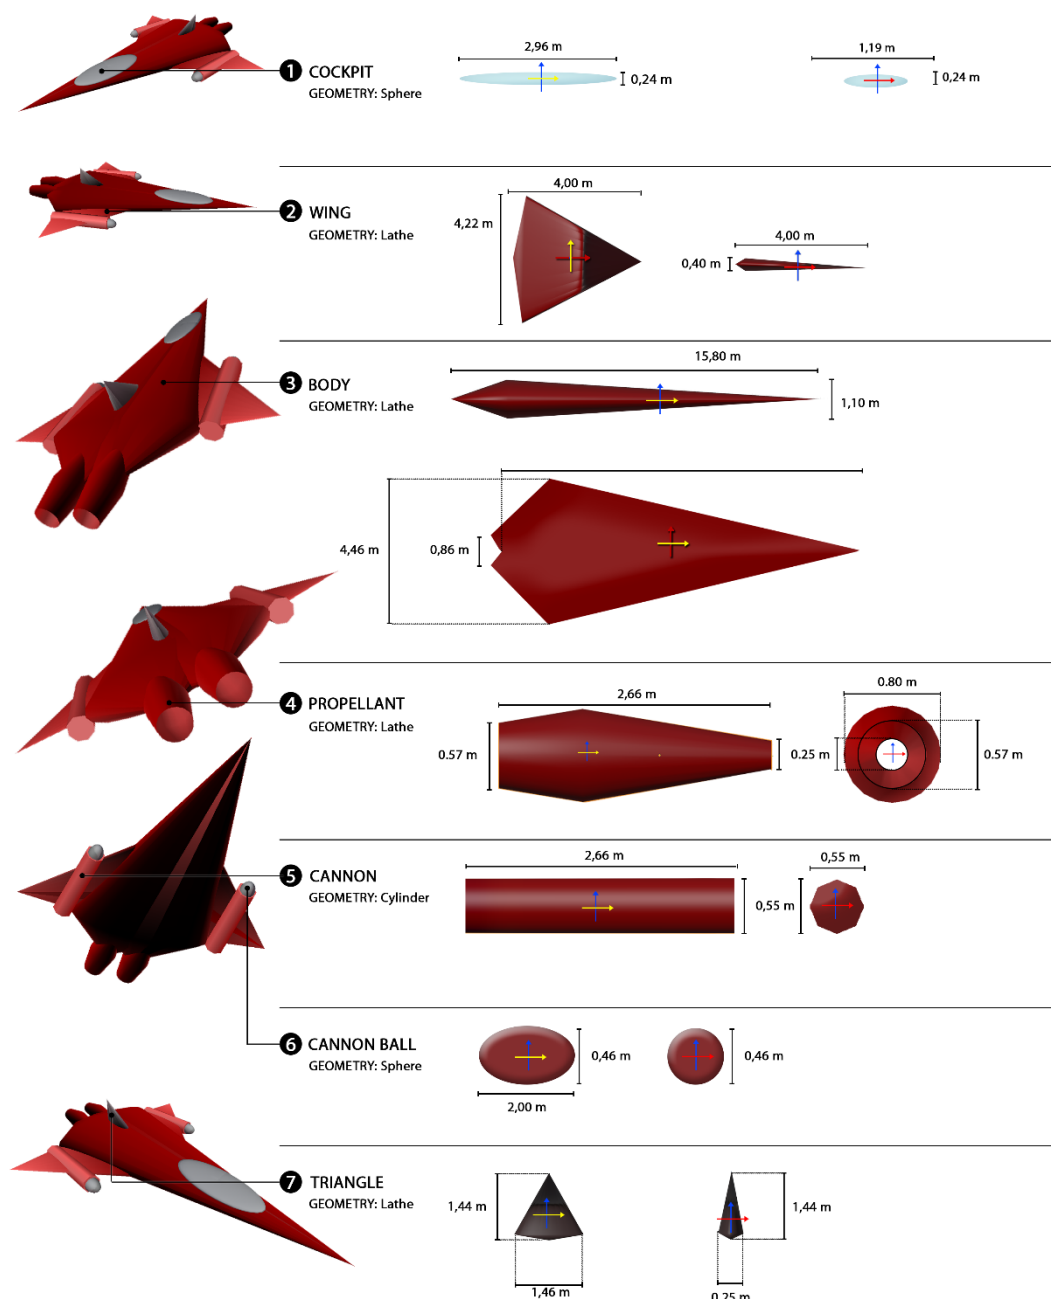 1 COCKPIT
GEOMETRY: Sphere
2,96 m
0,24 m
1,19 m
0,24 m
2 WING
GEOMETRY: Lathe
4,00 m
4,22 m
4,00 m
0,40 m
3 BODY
GEOMETRY: Lathe
15,80 m
1,10 m
4,46 m
0,86 m
4 PROPELLANT
GEOMETRY: Lathe
2,66 m
0.57 m
0.25 m
0.80 m
0.57 m
5 CANNON
GEOMETRY: Cylinder
2,66 m
0,55 m
0,55 m
6 CANNON BALL
GEOMETRY: Sphere
0,46 m
2,00 m
0,46 m
7 TRIANGLE
GEOMETRY: Lathe
1,44 m
1,46 m
1,44 m
0,25 m